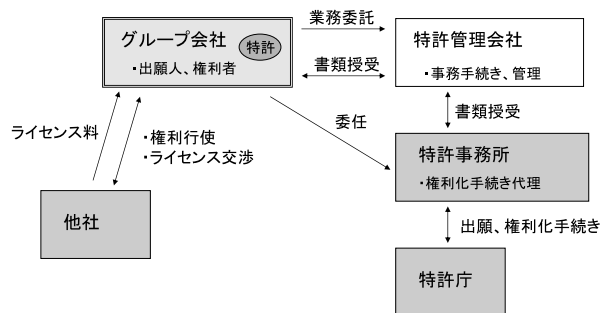 グループ会社
特許
・出願人、権利者
業務委託
書類授受
特許管理会社
・事務手続き、管理
書類授受
委任
ライセンス料
・権利行使
・ライセンス交渉
特許事務所
・権利化手続き代理
他社
出願、権利化手続き
特許庁